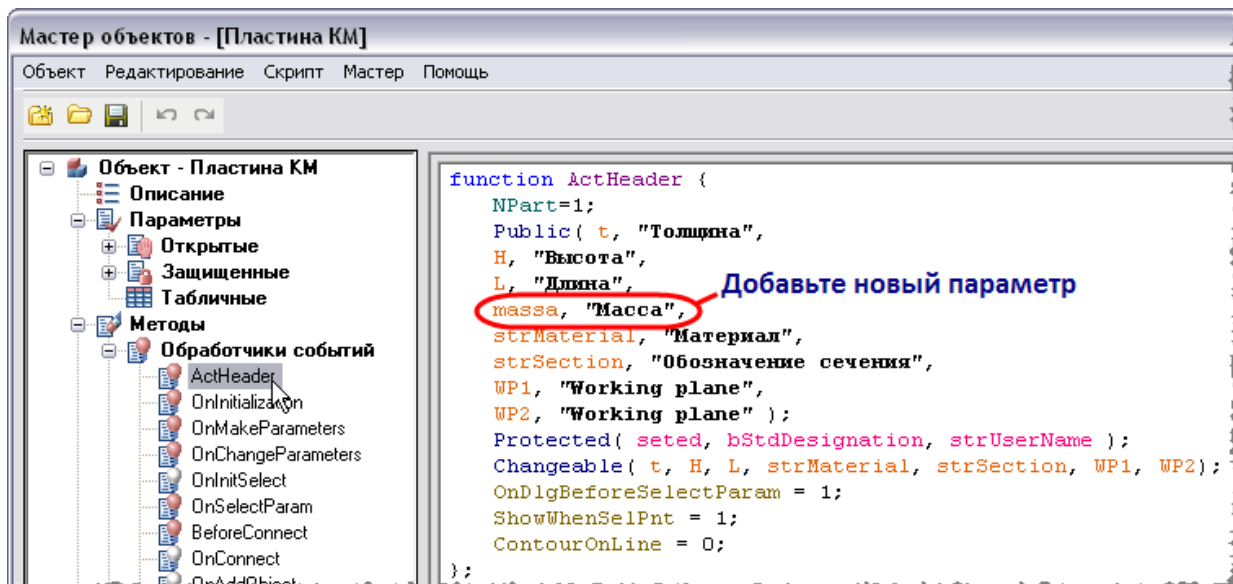 Мастер объектов - [Пластина КМ]
Объект Редактирование Скрипт Мастер Помощь
Объект - Пластина КМ
Описание
Параметры
Открытые
Защищенные
Табличные
Методы
Обработчики событий
ActHeader
OnInitialization
OnMakeParameters
OnChangeParameters
OnInitSelect
OnSelectParam
BeforeConnect
OnConnect
OnAddObject
function ActHeader {
NPart=1;
Public( t, "Толщина",
H, "Высота",
L, "Длина",
massa, "Масса",
Добавьте новый параметр
strMaterial, "Материал",
strSection, "Обозначение сечения",
WP1, "Working plane",
WP2, "Working plane" );
Protected( seted, bStdDesignation, strUserName );
Changeable( t, H, L, strMaterial, strSection, WP1, WP2);
OnDlgBeforeSelectParam = 1;
ShowWhenSelPnt = 1;
ContourOnLine = 0;
};